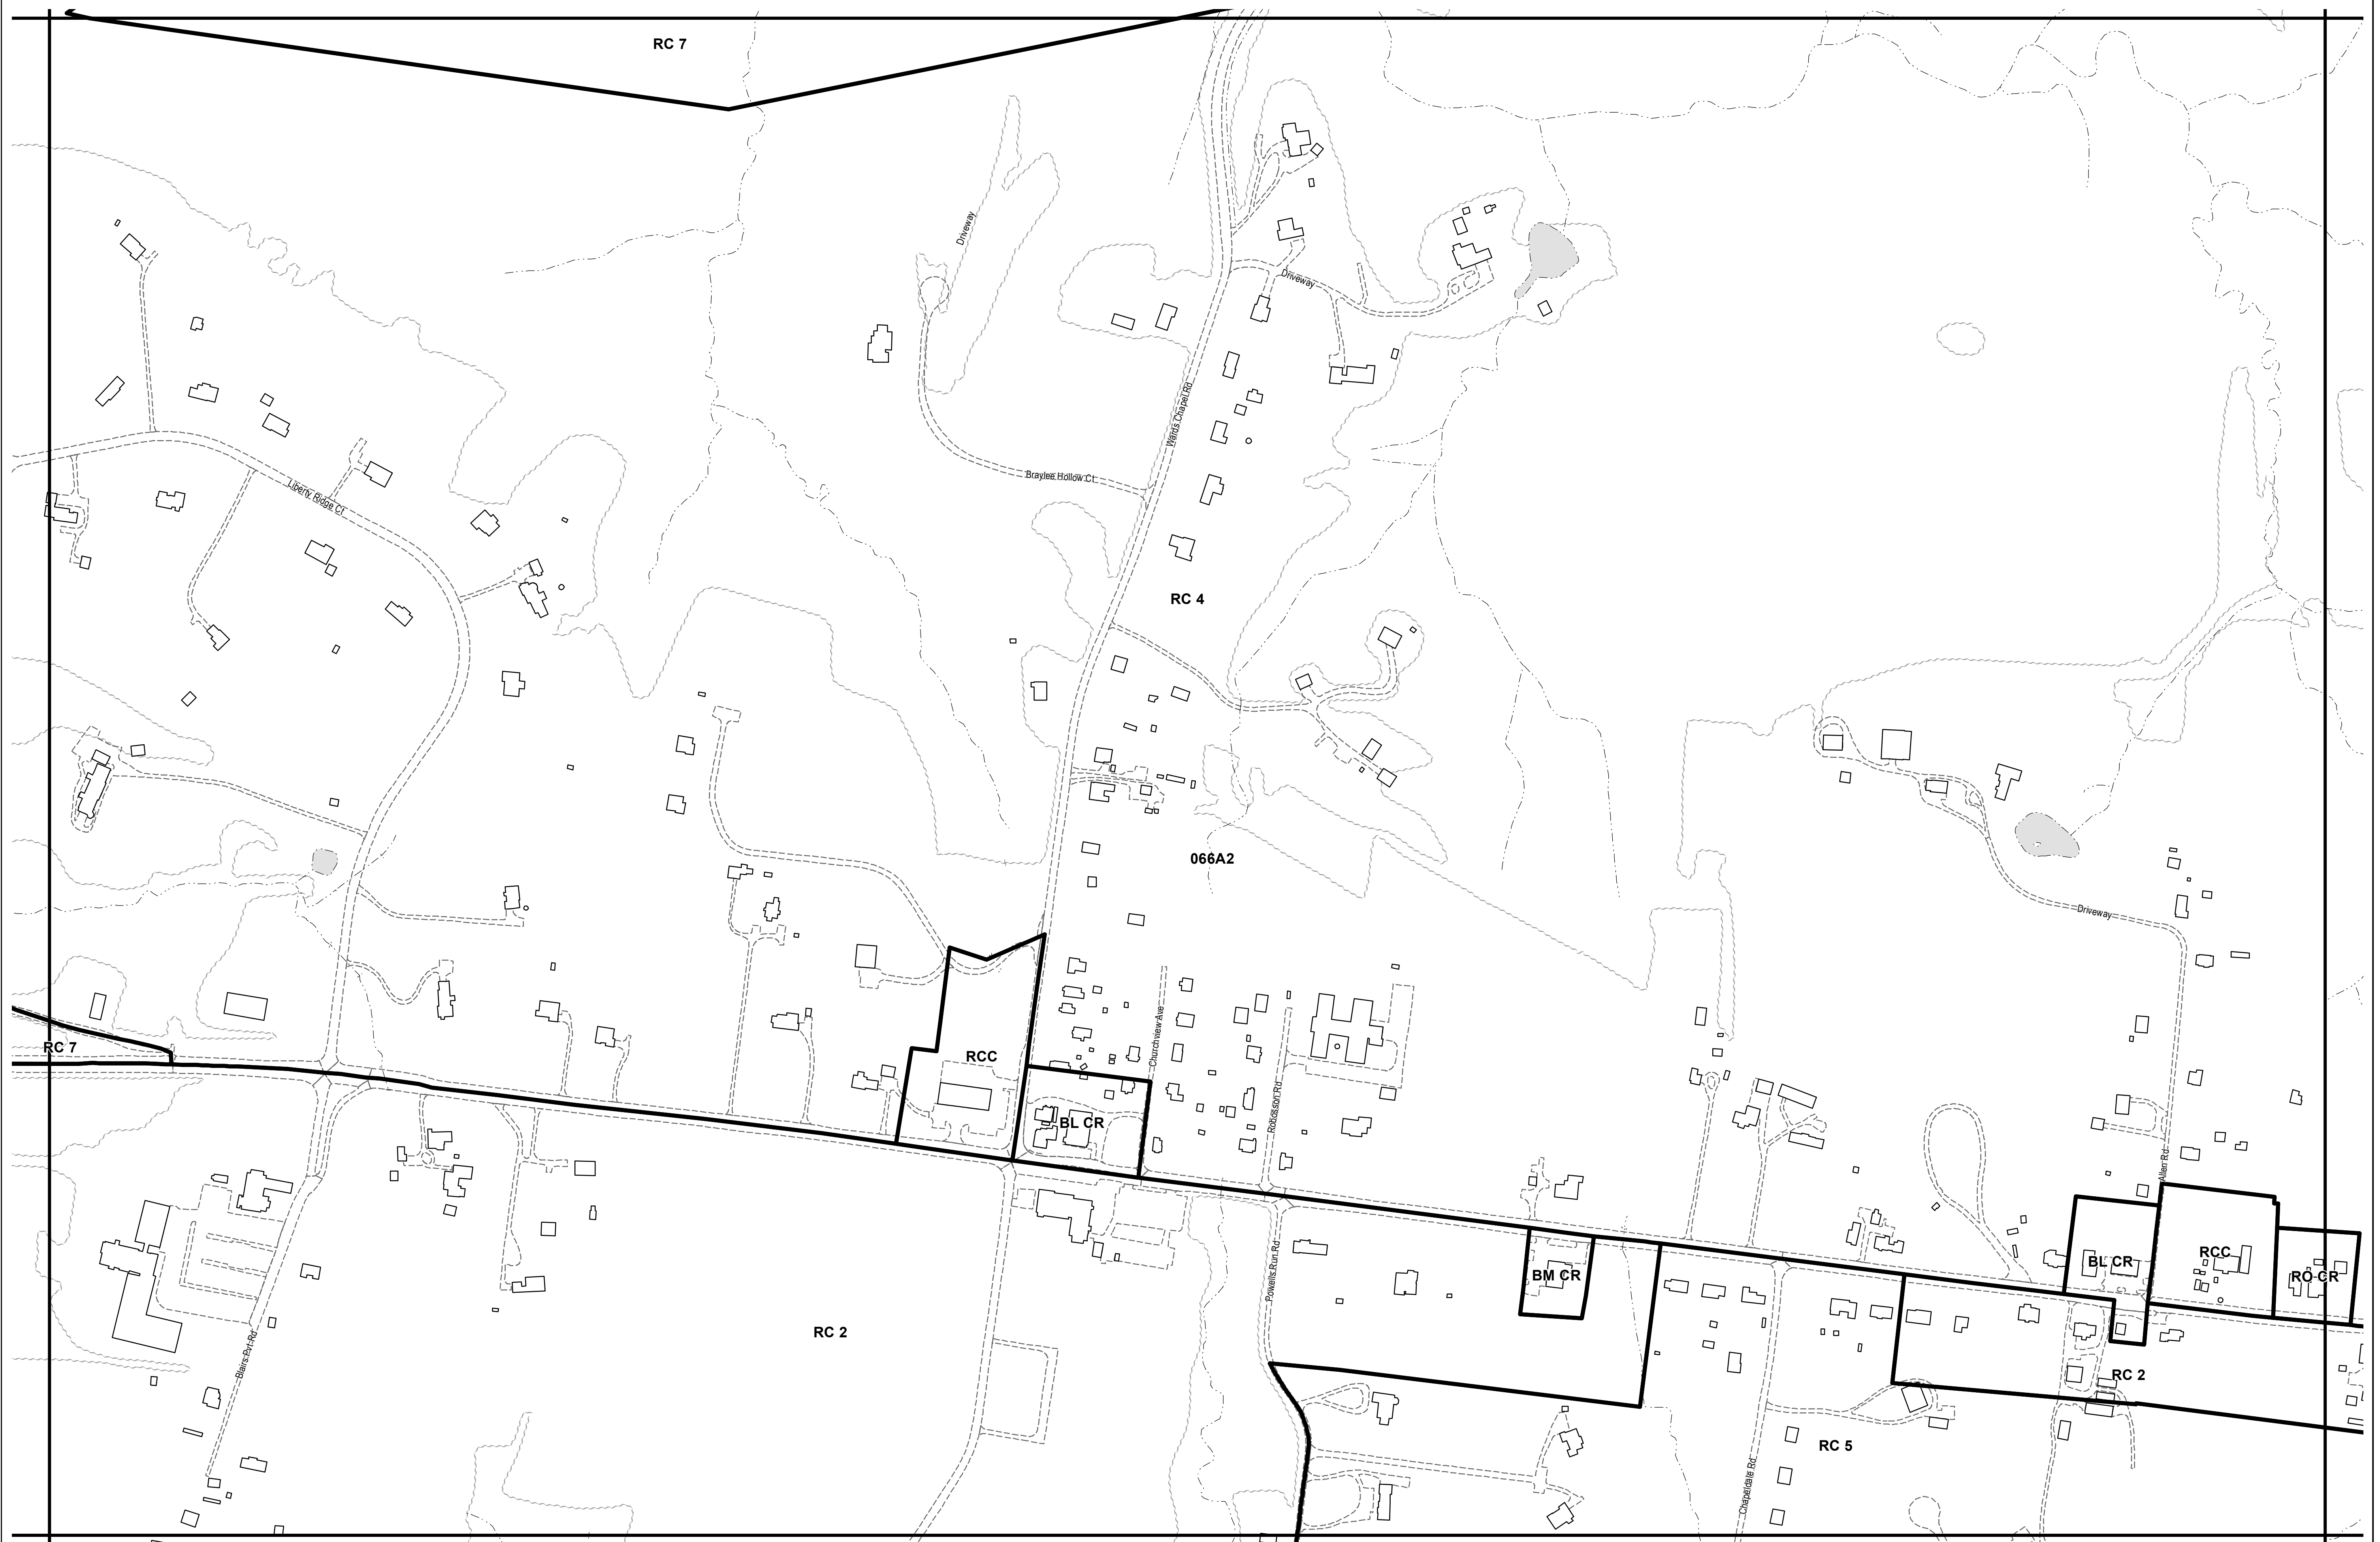 RC 7
Driveway
Driveway
Wards Chapel Rd
Braylee Hollow Ct
Liberty Ridge Ct
RC 4
066A2
Driveway
RC 7
RCC
Churchview Ave
BL CR
Robosson Rd
Allen Rd
BL CR
RCC
RO CR
BM CR
Powells Run Rd
RC 2
Blairs Pvt Rd
RC 2
RC 5
Chapeldale Rd